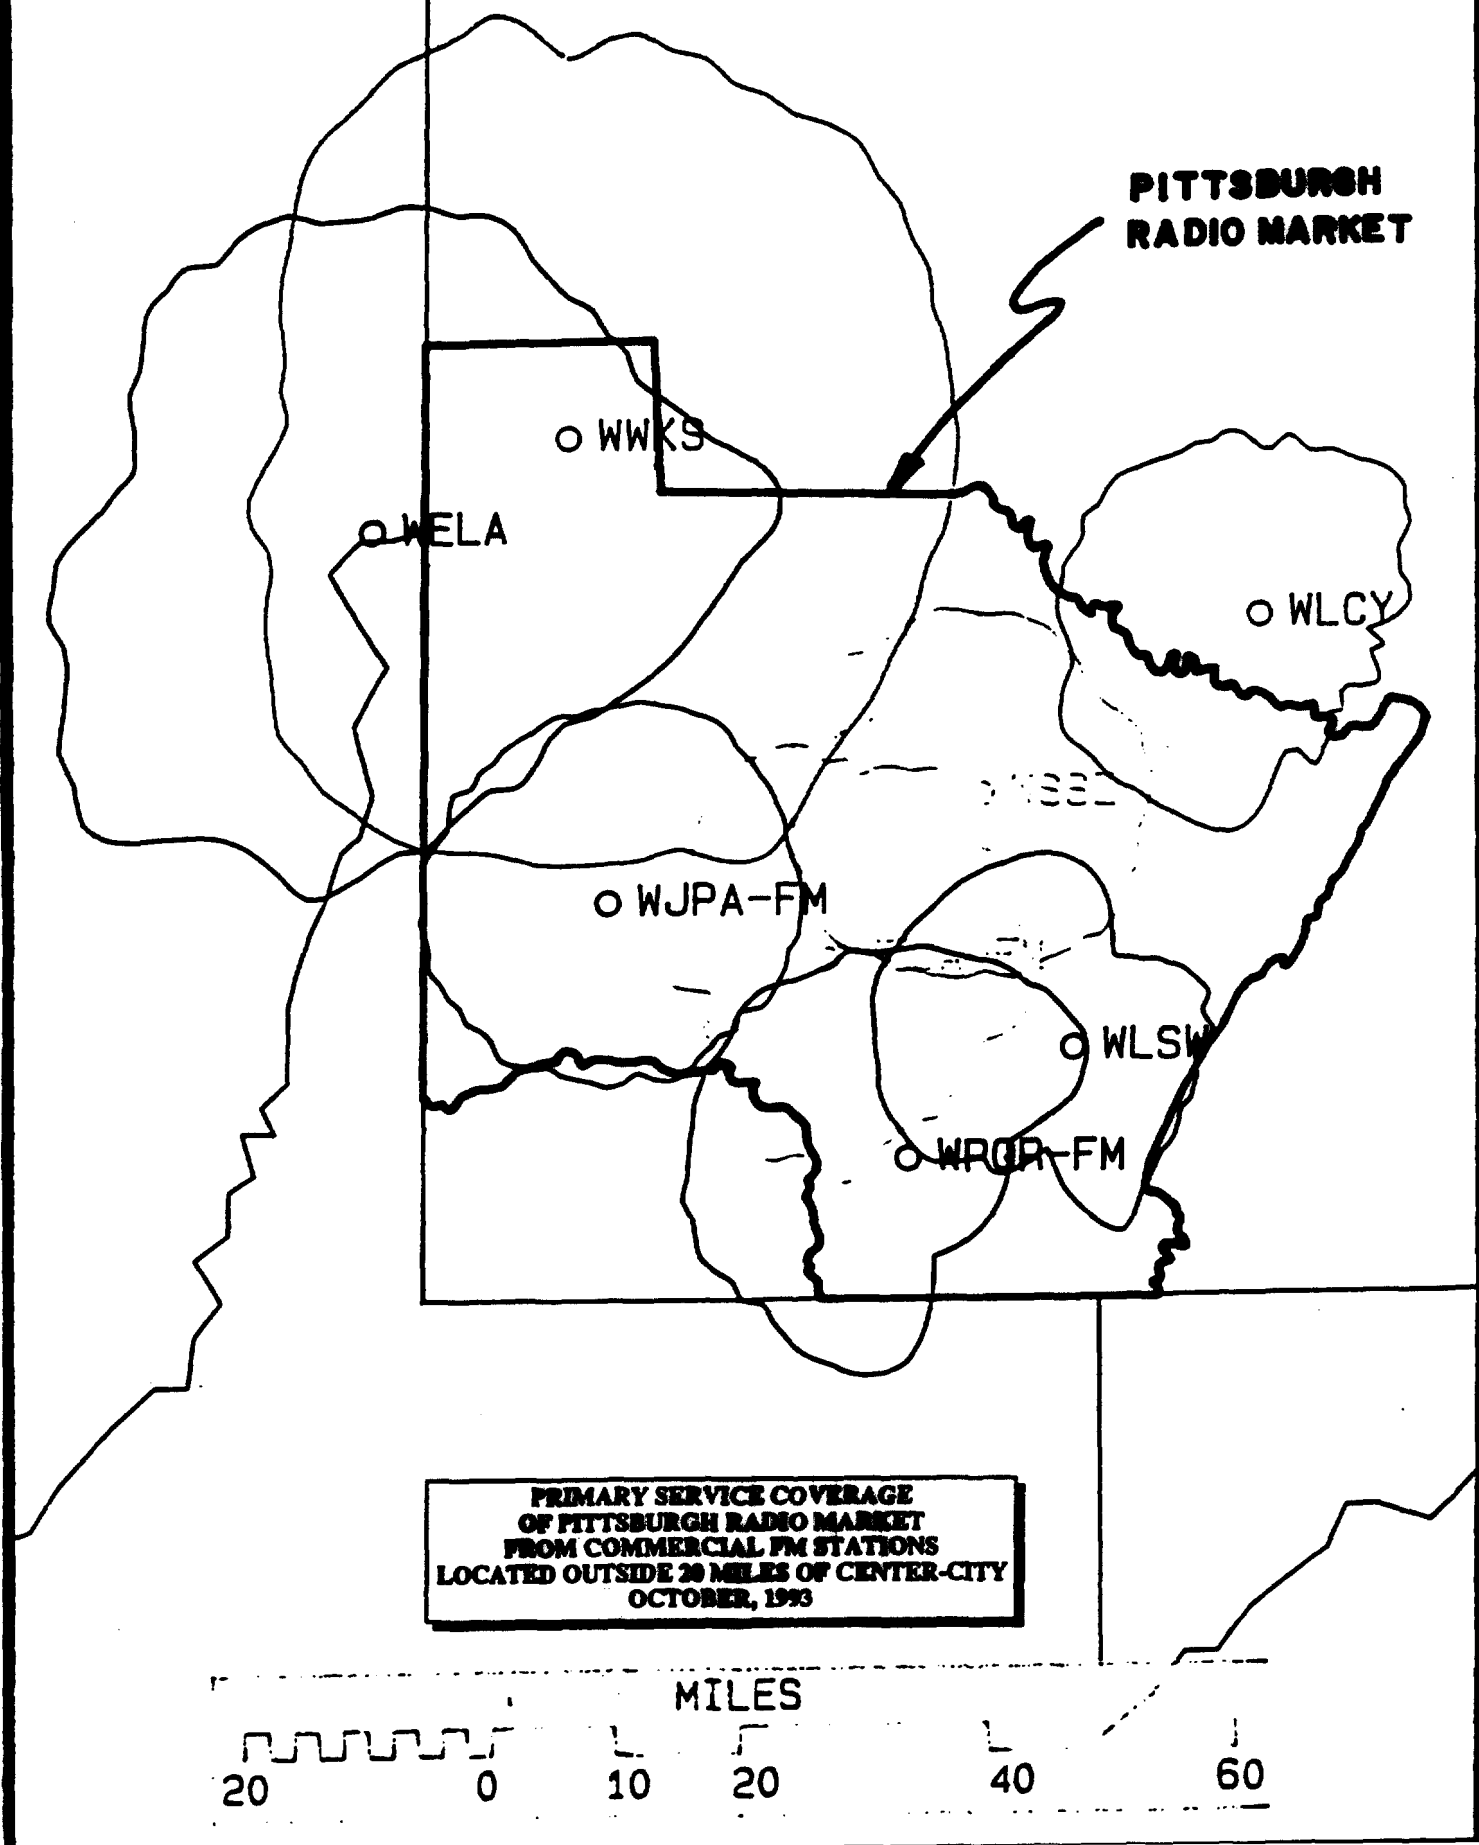 PITTSBURGH
RADIO MARKET
WWKS
WELA
WLCY
WJPA-FM
WLSW
WPQR-FM
PRIMARY SERVICE COVERAGE
OF PITTSBURGH RADIO MARKET
FROM COMMERCIAL FM STATIONS
LOCATED OUTSIDE 20 MILES OF CENTER-CITY
OCTOBER, 1993
MILES
20 0 10 20 40 60